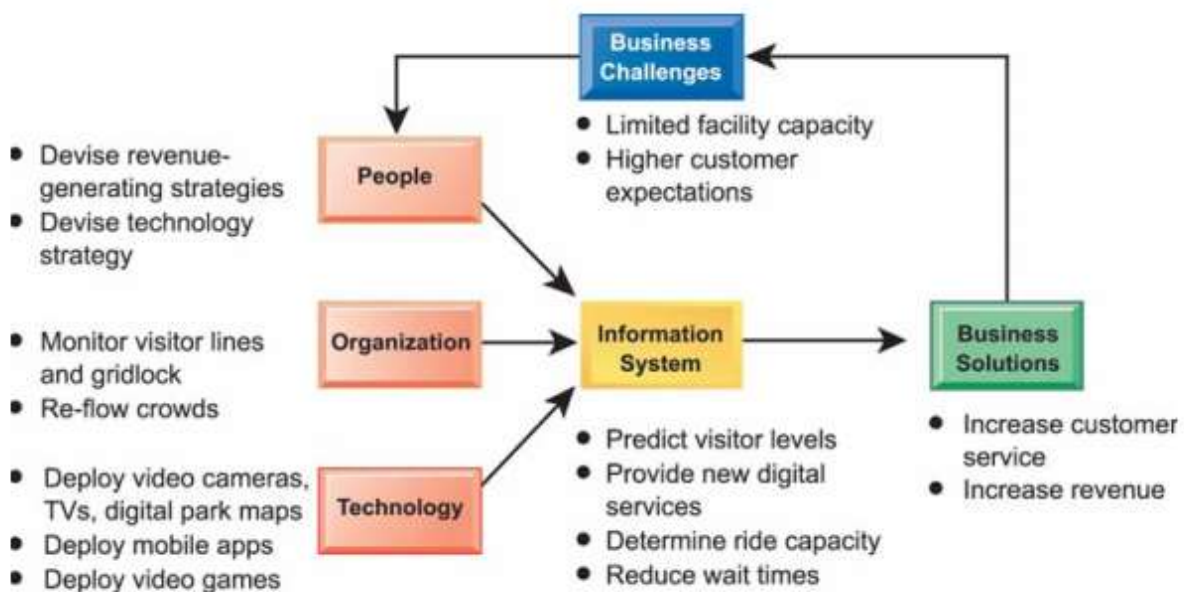 Business
Challenges
• Limited facility capacity
• Higher customer
expectations
• Devise revenue-
generating strategies
• Devise technology
strategy
People
• Monitor visitor lines
and gridlock
• Re-flow crowds
Organization
• Deploy video cameras,
TVs, digital park maps
• Deploy mobile apps
• Deploy video games
Technology
Information
System
• Predict visitor levels
• Provide new digital
services
• Determine ride capacity
• Reduce wait times
Business
Solutions
• Increase customer
service
• Increase revenue